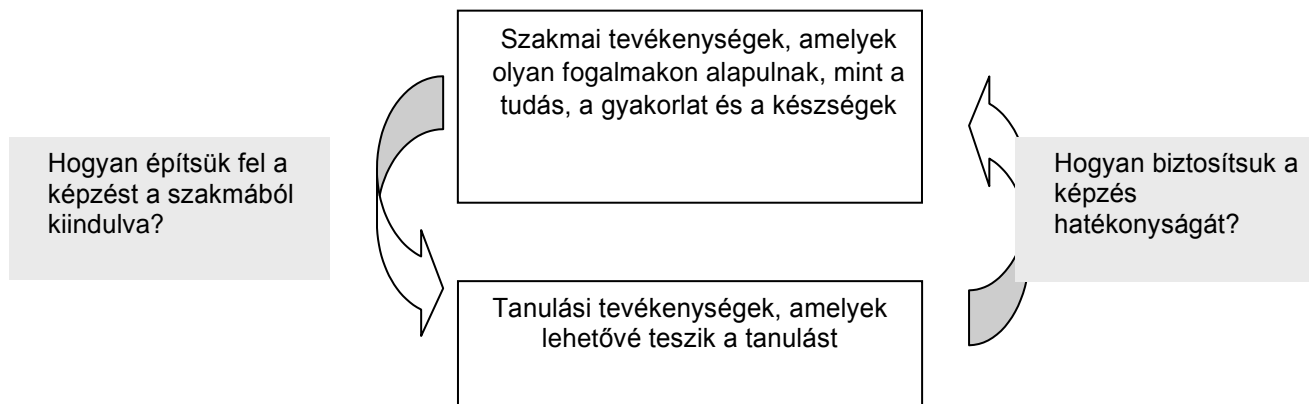 Szakmai tevékenységek, amelyek
olyan fogalmakon alapulnak, mint a
tudás, a gyakorlat és a készségek
Hogyan építsük fel a
képzést a szakmából
kiindulva?
Hogyan biztosítsuk a
képzés
hatékonyságát?
Tanulási tevékenységek, amelyek
lehetővé teszik a tanulást